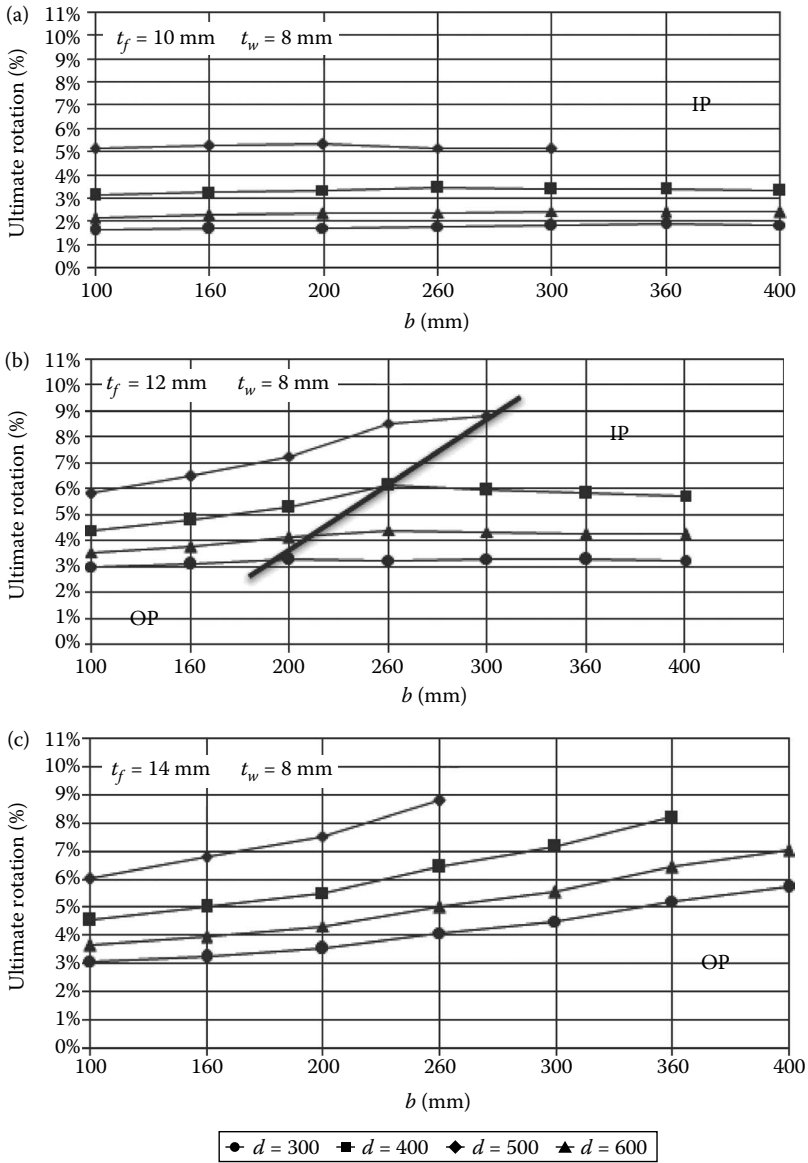 (a)
11%
10%
9%
8%
7%
6%
5%
4%
3%
2%
1%
0%
Ultimate rotation (%)
t_f = 10 mm t_w = 8 mm
IP
100 160 200 260 300 360 400
b (mm)
(b)
11%
10%
9%
8%
7%
6%
5%
4%
3%
2%
1%
0%
Ultimate rotation (%)
t_f = 12 mm t_w = 8 mm
IP
OP
100 160 200 260 300 360 400
b (mm)
(c)
11%
10%
9%
8%
7%
6%
5%
4%
3%
2%
1%
0%
Ultimate rotation (%)
t_f = 14 mm t_w = 8 mm
OP
100 160 200 260 300 360 400
b (mm)
d = 300 d = 400 d = 500 d = 600